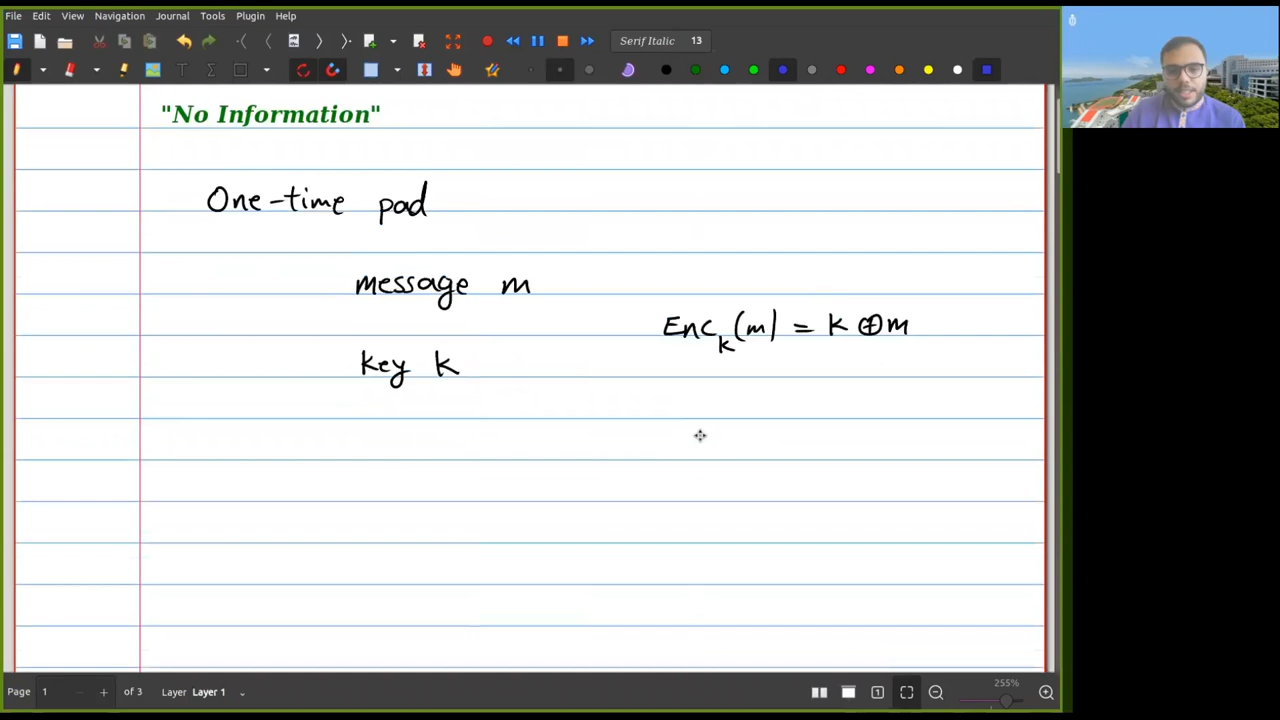 File Edit View Navigation Journal Tools Plugin Help
Serif Italic 13
"No Information"
One-time pad
message m
Enc_k(m) = k ⊕ m
key k
Page 1 of 3 Layer Layer 1 255%